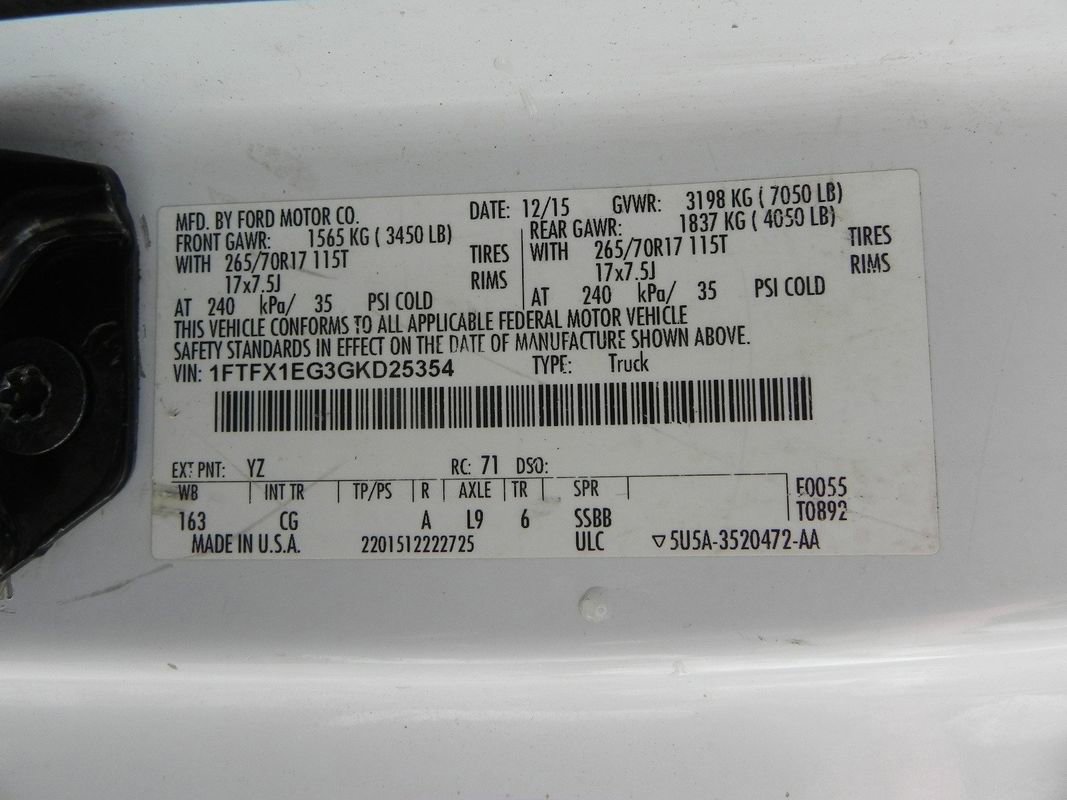 MFD. BY FORD MOTOR CO. DATE: 12/15 GVWR: 3198 KG ( 7050 LB)
FRONT GAWR: 1565 KG ( 3450 LB) REAR GAWR: 1837 KG ( 4050 LB)
WITH 265/70R17 115T TIRES WITH 265/70R17 115T TIRES
17x7.5J RIMS 17x7.5J RIMS
AT 240 kPa/ 35 PSI COLD AT 240 kPa/ 35 PSI COLD
THIS VEHICLE CONFORMS TO ALL APPLICABLE FEDERAL MOTOR VEHICLE
SAFETY STANDARDS IN EFFECT ON THE DATE OF MANUFACTURE SHOWN ABOVE.
VIN: 1FTFX1EG3GKD25354 TYPE: Truck
EXT PNT: YZ RC: 71 DSO:
WB INT TR TP/PS R AXLE TR SPR F0055
163 CG A L9 6 SSBB T0892
MADE IN U.S.A. 2201512222725 ULC ▽5U5A-3520472-AA